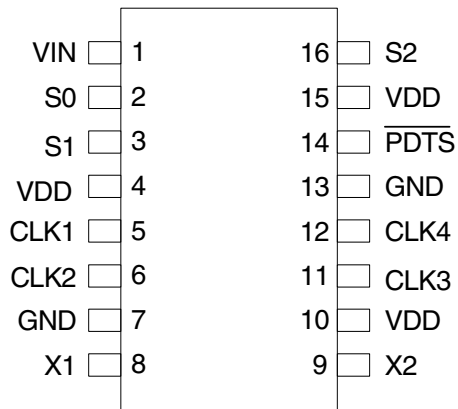 VIN 1 16 S2
S0 2 15 VDD
S1 3 14 PDTS
VDD 4 13 GND
CLK1 5 12 CLK4
CLK2 6 11 CLK3
GND 7 10 VDD
X1 8 9 X2